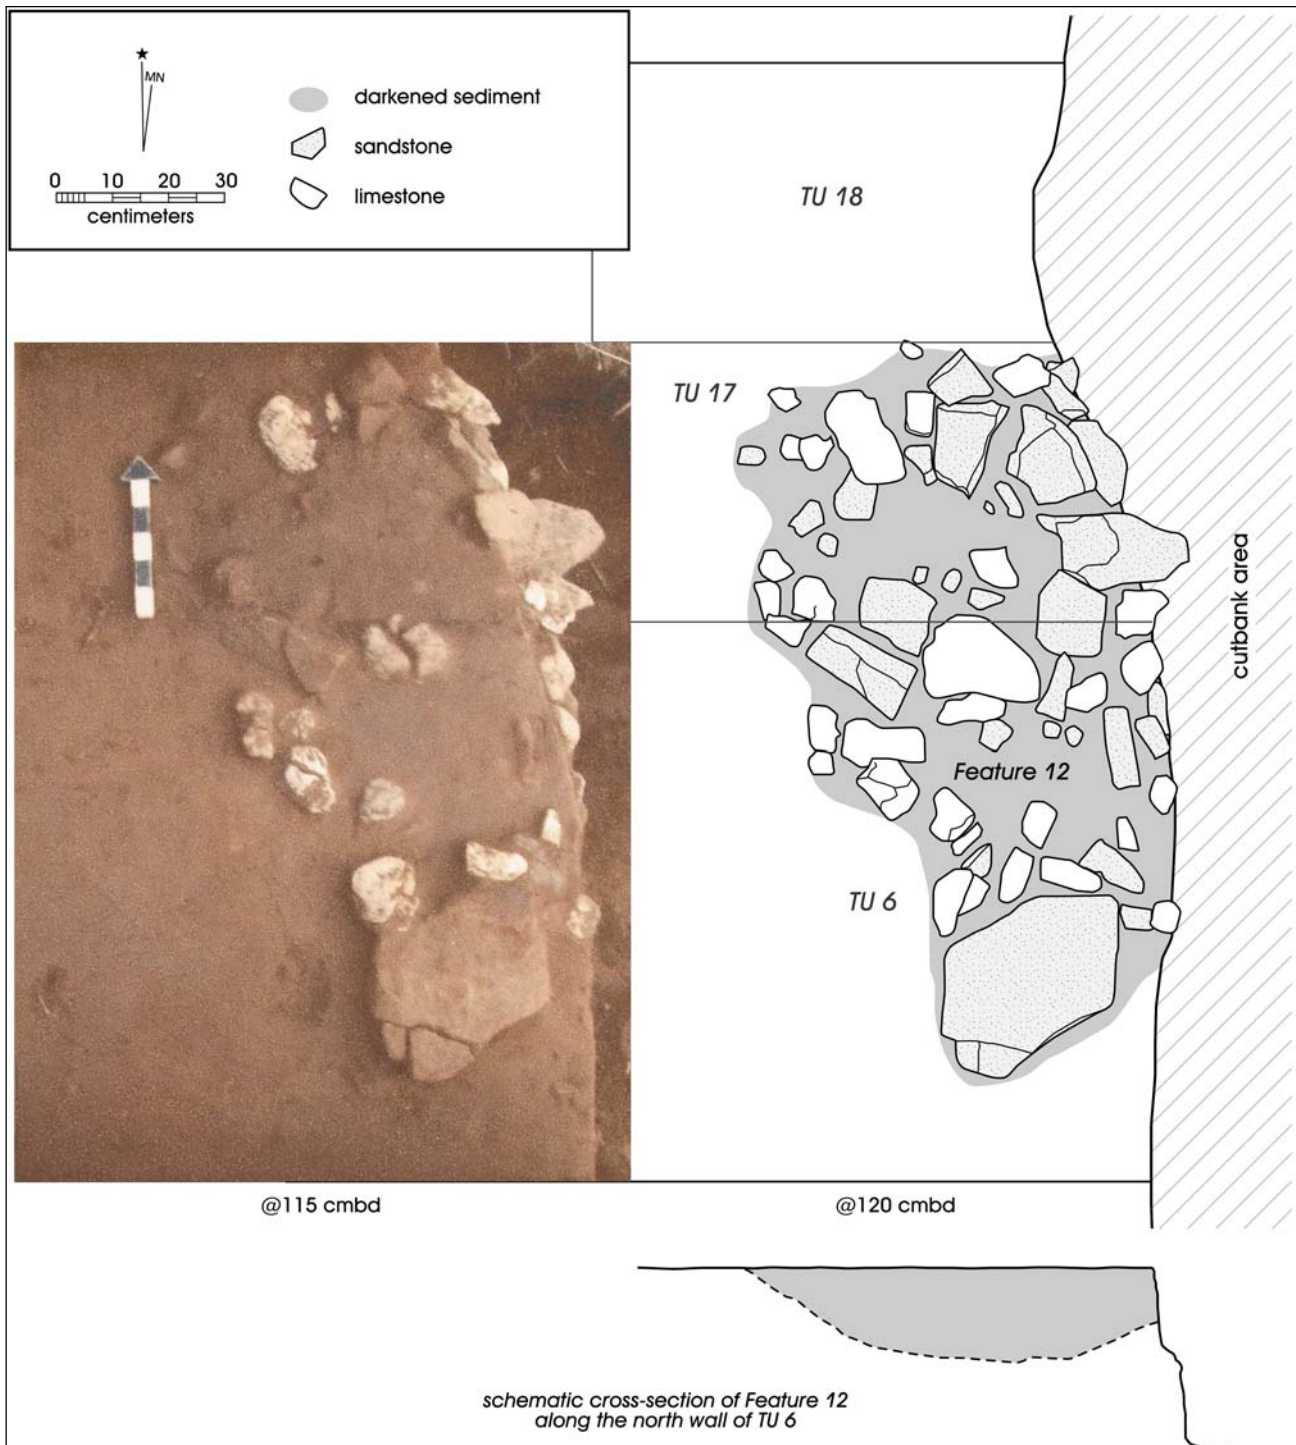 MN
0 10 20 30
centimeters
darkened sediment
sandstone
limestone
TU 18
TU 17
cutbank area
Feature 12
TU 6
@115 cmbd
@120 cmbd
schematic cross-section of Feature 12
along the north wall of TU 6